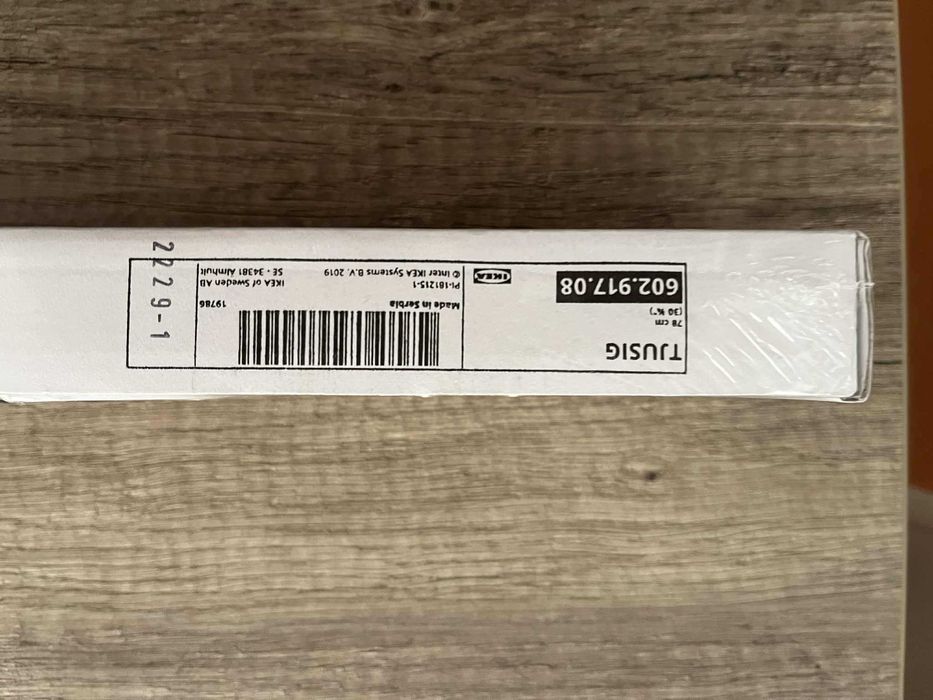 TJUSIG
78 cm
(30 ¾")
602.917.08
Made in Serbia
PI-181215-1
© Inter IKEA Systems B.V. 2019
IKEA
19786
IKEA of Sweden AB
SE - 34381 Älmhult
2229-1